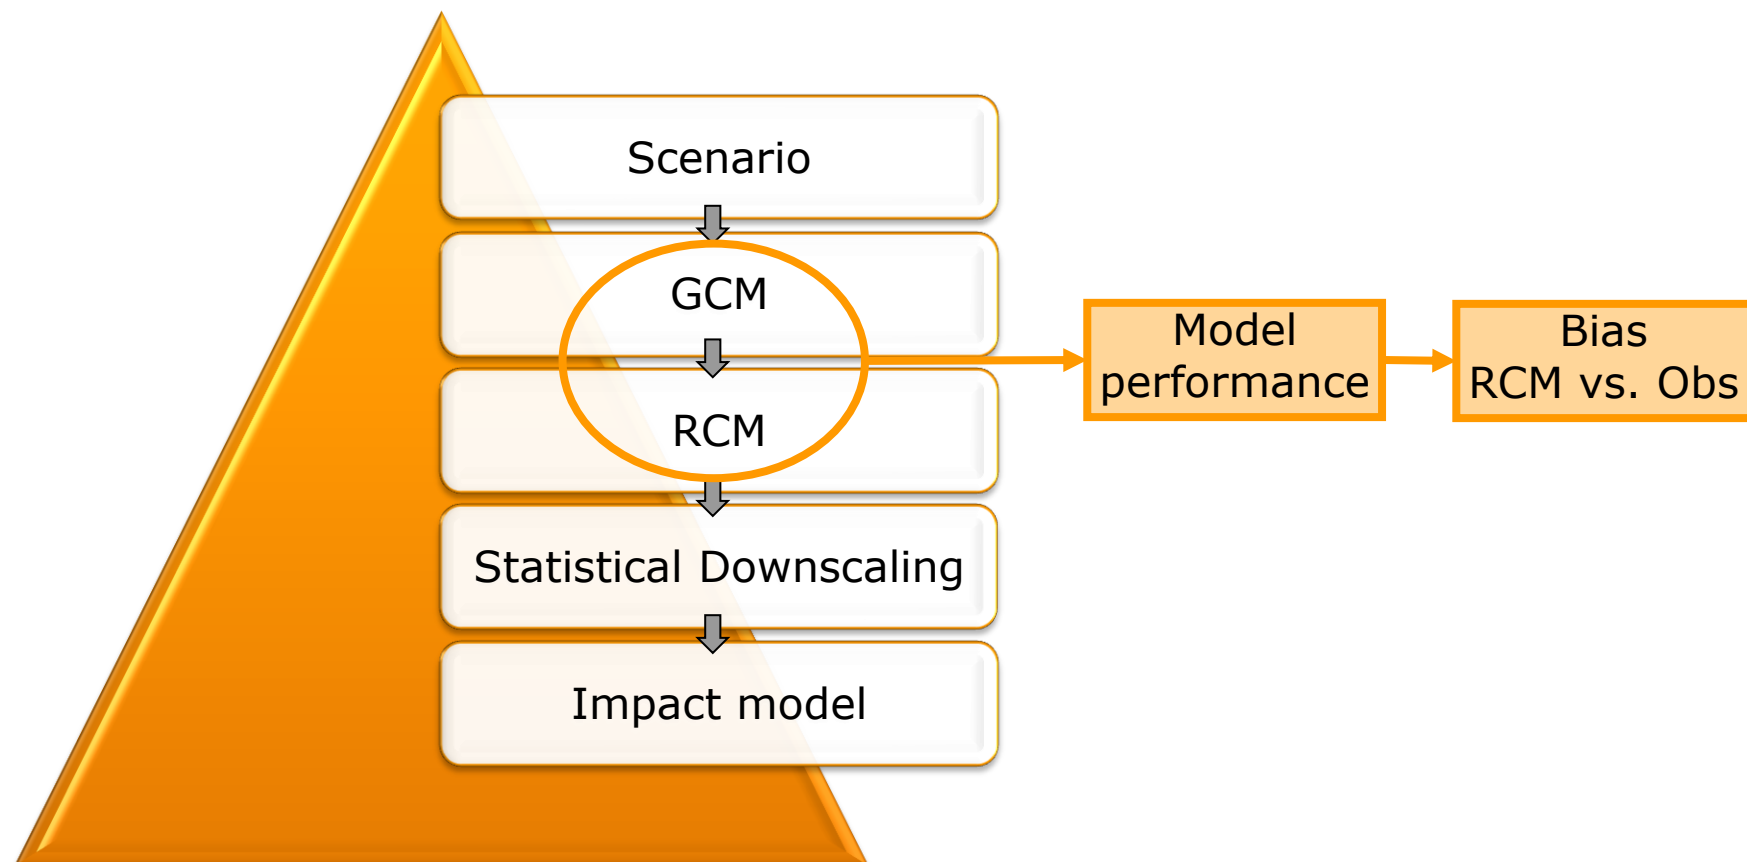 Scenario
GCM
RCM
Statistical Downscaling
Impact model
Model
performance
Bias
RCM vs. Obs